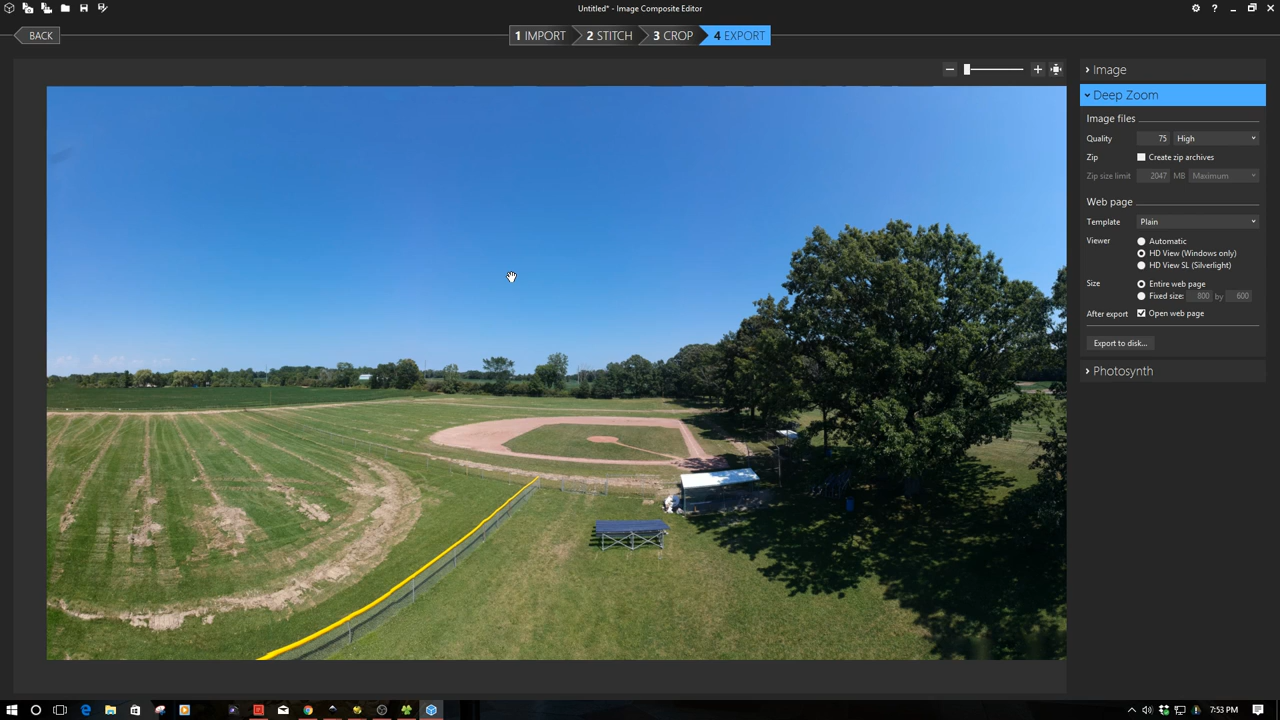 Untitled* - Image Composite Editor
BACK
1 IMPORT 2 STITCH 3 CROP 4 EXPORT
Image
Deep Zoom
Image files
Quality 75 High
Zip Create zip archives
Zip size limit 2047 MB Maximum
Web page
Template Plain
Viewer Automatic
HD View (Windows only)
HD View SL (Silverlight)
Size Entire web page
Fixed size: 800 by 600
After export Open web page
Export to disk...
Photosynth
7:53 PM